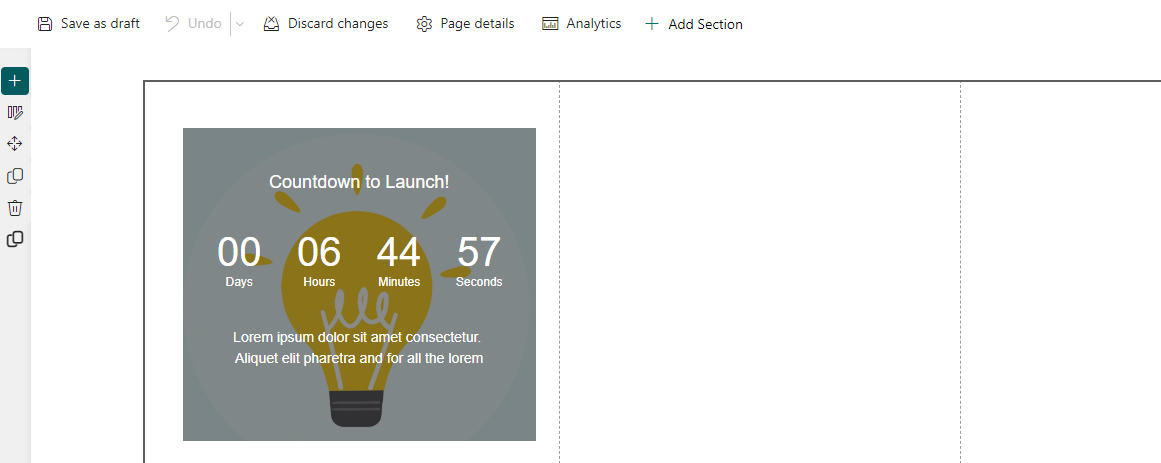 Save as draft
Undo
Discard changes
Page details
Analytics
Add Section
Countdown to Launch!
00 06 44 57
Days Hours Minutes Seconds
Lorem ipsum dolor sit amet consectetur.
Aliquet elit pharetra and for all the lorem